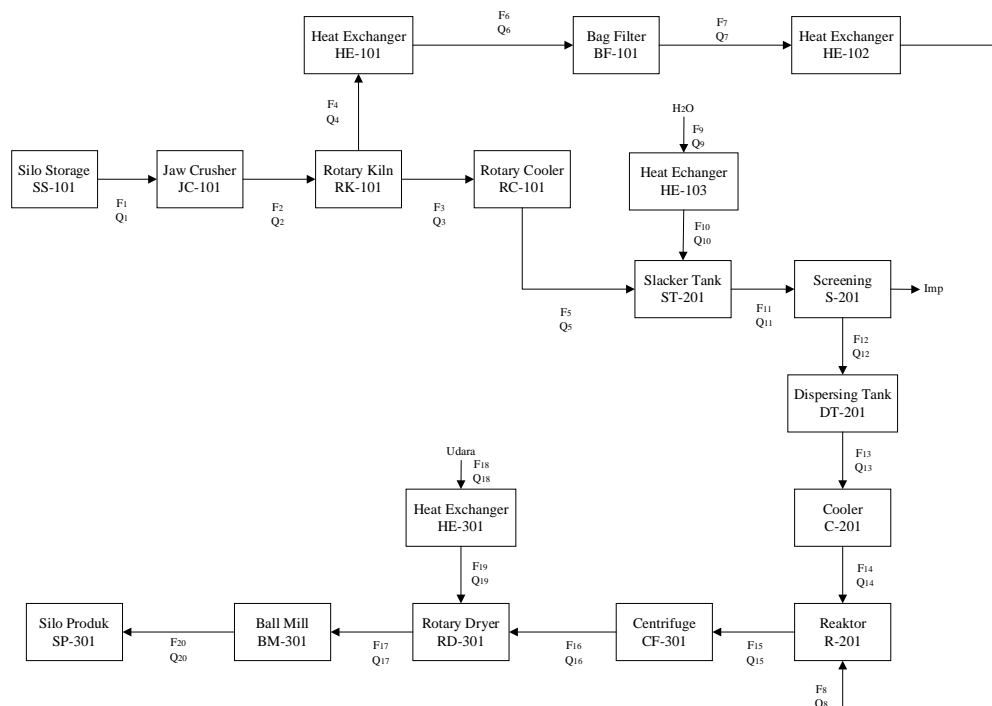 F6
Q6
F7
Q7
Heat Exchanger
HE-101
Bag Filter
BF-101
Heat Exchanger
HE-102
F4
Q4
H2O
F9
Q9
Silo Storage
SS-101
Jaw Crusher
JC-101
Rotary Kiln
RK-101
Rotary Cooler
RC-101
Heat Echanger
HE-103
F1
Q1
F2
Q2
F3
Q3
F10
Q10
Slacker Tank
ST-201
Screening
S-201
Imp
F5
Q5
F11
Q11
F12
Q12
Dispersing Tank
DT-201
Udara
F18
Q18
F13
Q13
Heat Exchanger
HE-301
Cooler
C-201
F19
Q19
F14
Q14
Silo Produk
SP-301
Ball Mill
BM-301
Rotary Dryer
RD-301
Centrifuge
CF-301
Reaktor
R-201
F20
Q20
F17
Q17
F16
Q16
F15
Q15
F8
Q8